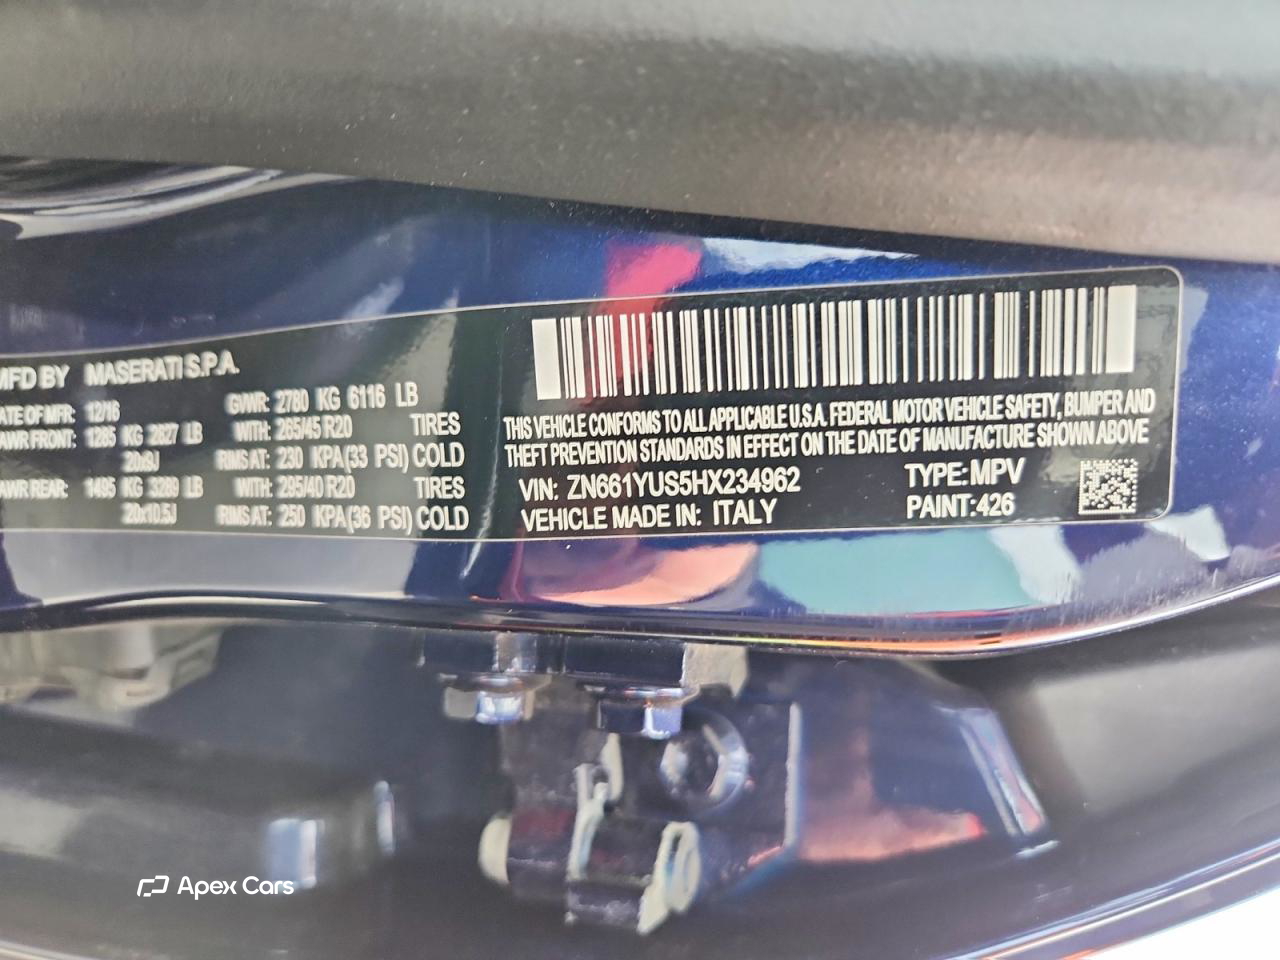 MFD BY MASERATI S.P.A.
DATE OF MFR: 12/16 GVWR: 2780 KG 6116 LB
GAWR FRONT: 1285 KG 2827 LB WITH: 265/45 R20 TIRES
20x9J RIMS AT: 230 KPA(33 PSI) COLD
GAWR REAR: 1495 KG 3289 LB WITH: 295/40 R20 TIRES
20x10.5J RIMS AT: 250 KPA(36 PSI) COLD
THIS VEHICLE CONFORMS TO ALL APPLICABLE U.S.A. FEDERAL MOTOR VEHICLE SAFETY, BUMPER AND
THEFT PREVENTION STANDARDS IN EFFECT ON THE DATE OF MANUFACTURE SHOWN ABOVE
VIN: ZN661YUS5HX234962 TYPE: MPV
VEHICLE MADE IN: ITALY PAINT: 426
Apex Cars